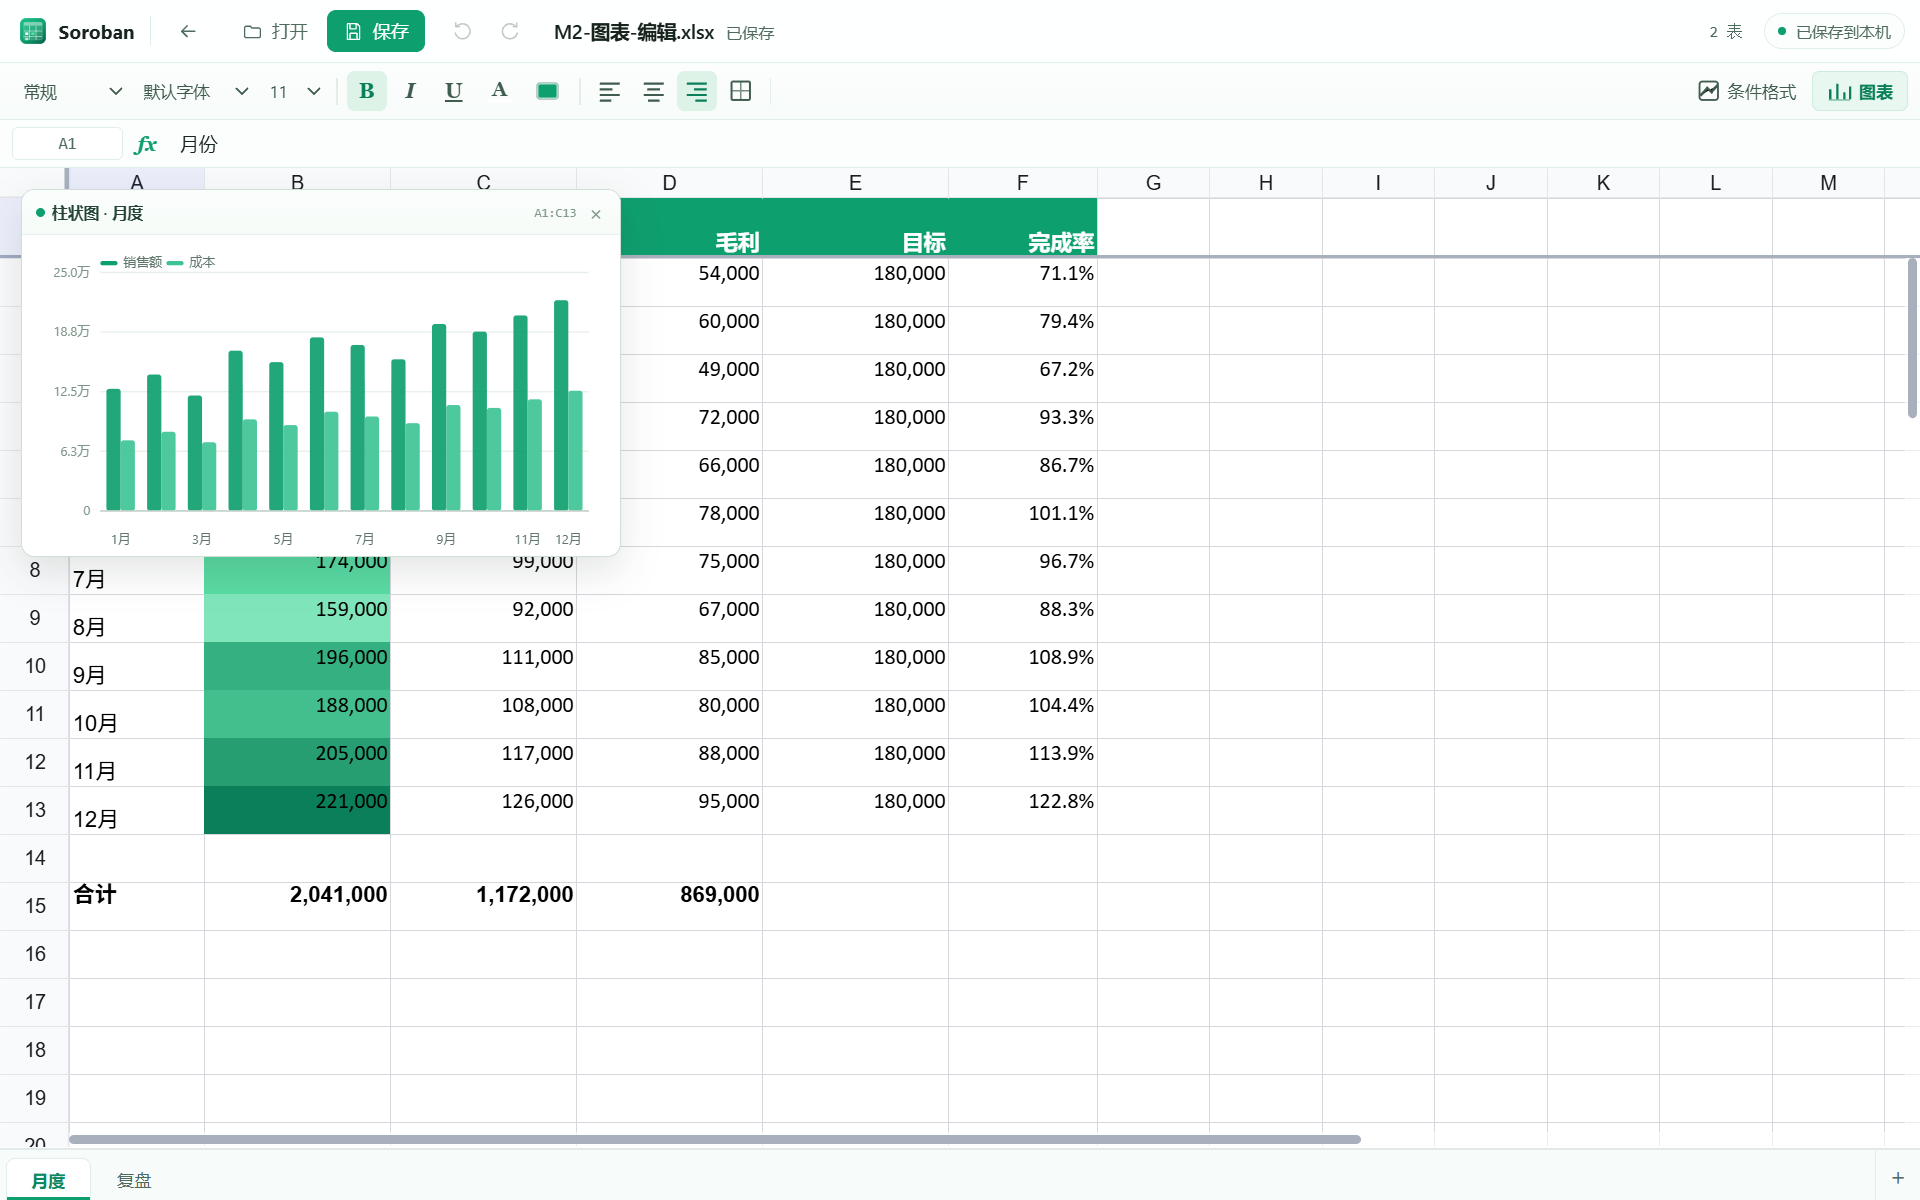 Soroban
打开
保存
M2-图表-编辑.xlsx 已保存
2 表
已保存到本机
常规
默认字体
11
B I U A
条件格式
图表
A1 fx 月份
A B C D E F G H I J K L M
柱状图 · 月度 A1:C13 ×
销售额 成本
25.0万
18.8万
12.5万
6.3万
0
1月 3月 5月 7月 9月 11月 12月
毛利 目标 完成率
54,000 180,000 71.1%
60,000 180,000 79.4%
49,000 180,000 67.2%
72,000 180,000 93.3%
66,000 180,000 86.7%
78,000 180,000 101.1%
8 7月 174,000 99,000 75,000 180,000 96.7%
9 8月 159,000 92,000 67,000 180,000 88.3%
10 9月 196,000 111,000 85,000 180,000 108.9%
11 10月 188,000 108,000 80,000 180,000 104.4%
12 11月 205,000 117,000 88,000 180,000 113.9%
13 12月 221,000 126,000 95,000 180,000 122.8%
14
15 合计 2,041,000 1,172,000 869,000
16
17
18
19
20
月度 复盘 +